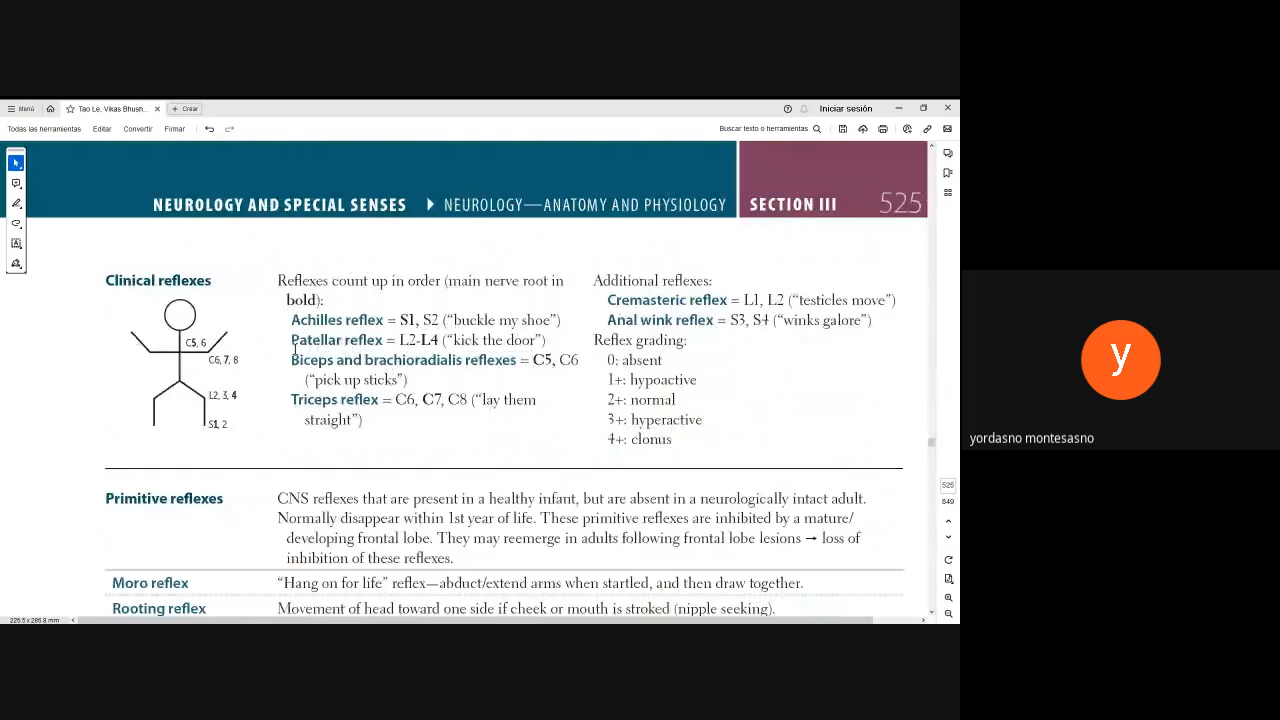 Menú
Tao Le, Vikas Bhush...
Crear
Iniciar sesión
Todas las herramientas Editar Convertir Firmar
Buscar texto o herramientas
NEUROLOGY AND SPECIAL SENSES ▶ NEUROLOGY—ANATOMY AND PHYSIOLOGY SECTION III 525
Clinical reflexes
C5, 6
C6, 7, 8
L2, 3, 4
S1, 2
Reflexes count up in order (main nerve root in
bold):
Achilles reflex = S1, S2 (“buckle my shoe”)
Patellar reflex = L2-L4 (“kick the door”)
Biceps and brachioradialis reflexes = C5, C6
(“pick up sticks”)
Triceps reflex = C6, C7, C8 (“lay them
straight”)
Additional reflexes:
Cremasteric reflex = L1, L2 (“testicles move”)
Anal wink reflex = S3, S4 (“winks galore”)
Reflex grading:
0: absent
1+: hypoactive
2+: normal
3+: hyperactive
4+: clonus
Primitive reflexes
CNS reflexes that are present in a healthy infant, but are absent in a neurologically intact adult.
Normally disappear within 1st year of life. These primitive reflexes are inhibited by a mature/
developing frontal lobe. They may reemerge in adults following frontal lobe lesions → loss of
inhibition of these reflexes.
Moro reflex “Hang on for life” reflex—abduct/extend arms when startled, and then draw together.
Rooting reflex Movement of head toward one side if cheek or mouth is stroked (nipple seeking).
525
849
226.5 x 286.8 mm
y
yordasno montesasno